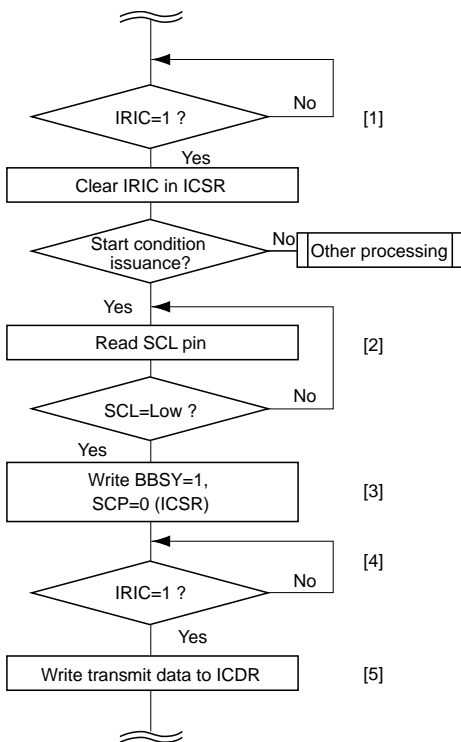 IRIC=1 ?
No
[1]
Yes
Clear IRIC in ICSR
Start condition
issuance?
No
Other processing
Yes
Read SCL pin
[2]
SCL=Low ?
No
Yes
Write BBSY=1,
SCP=0 (ICSR)
[3]
[4]
IRIC=1 ?
No
Yes
Write transmit data to ICDR
[5]